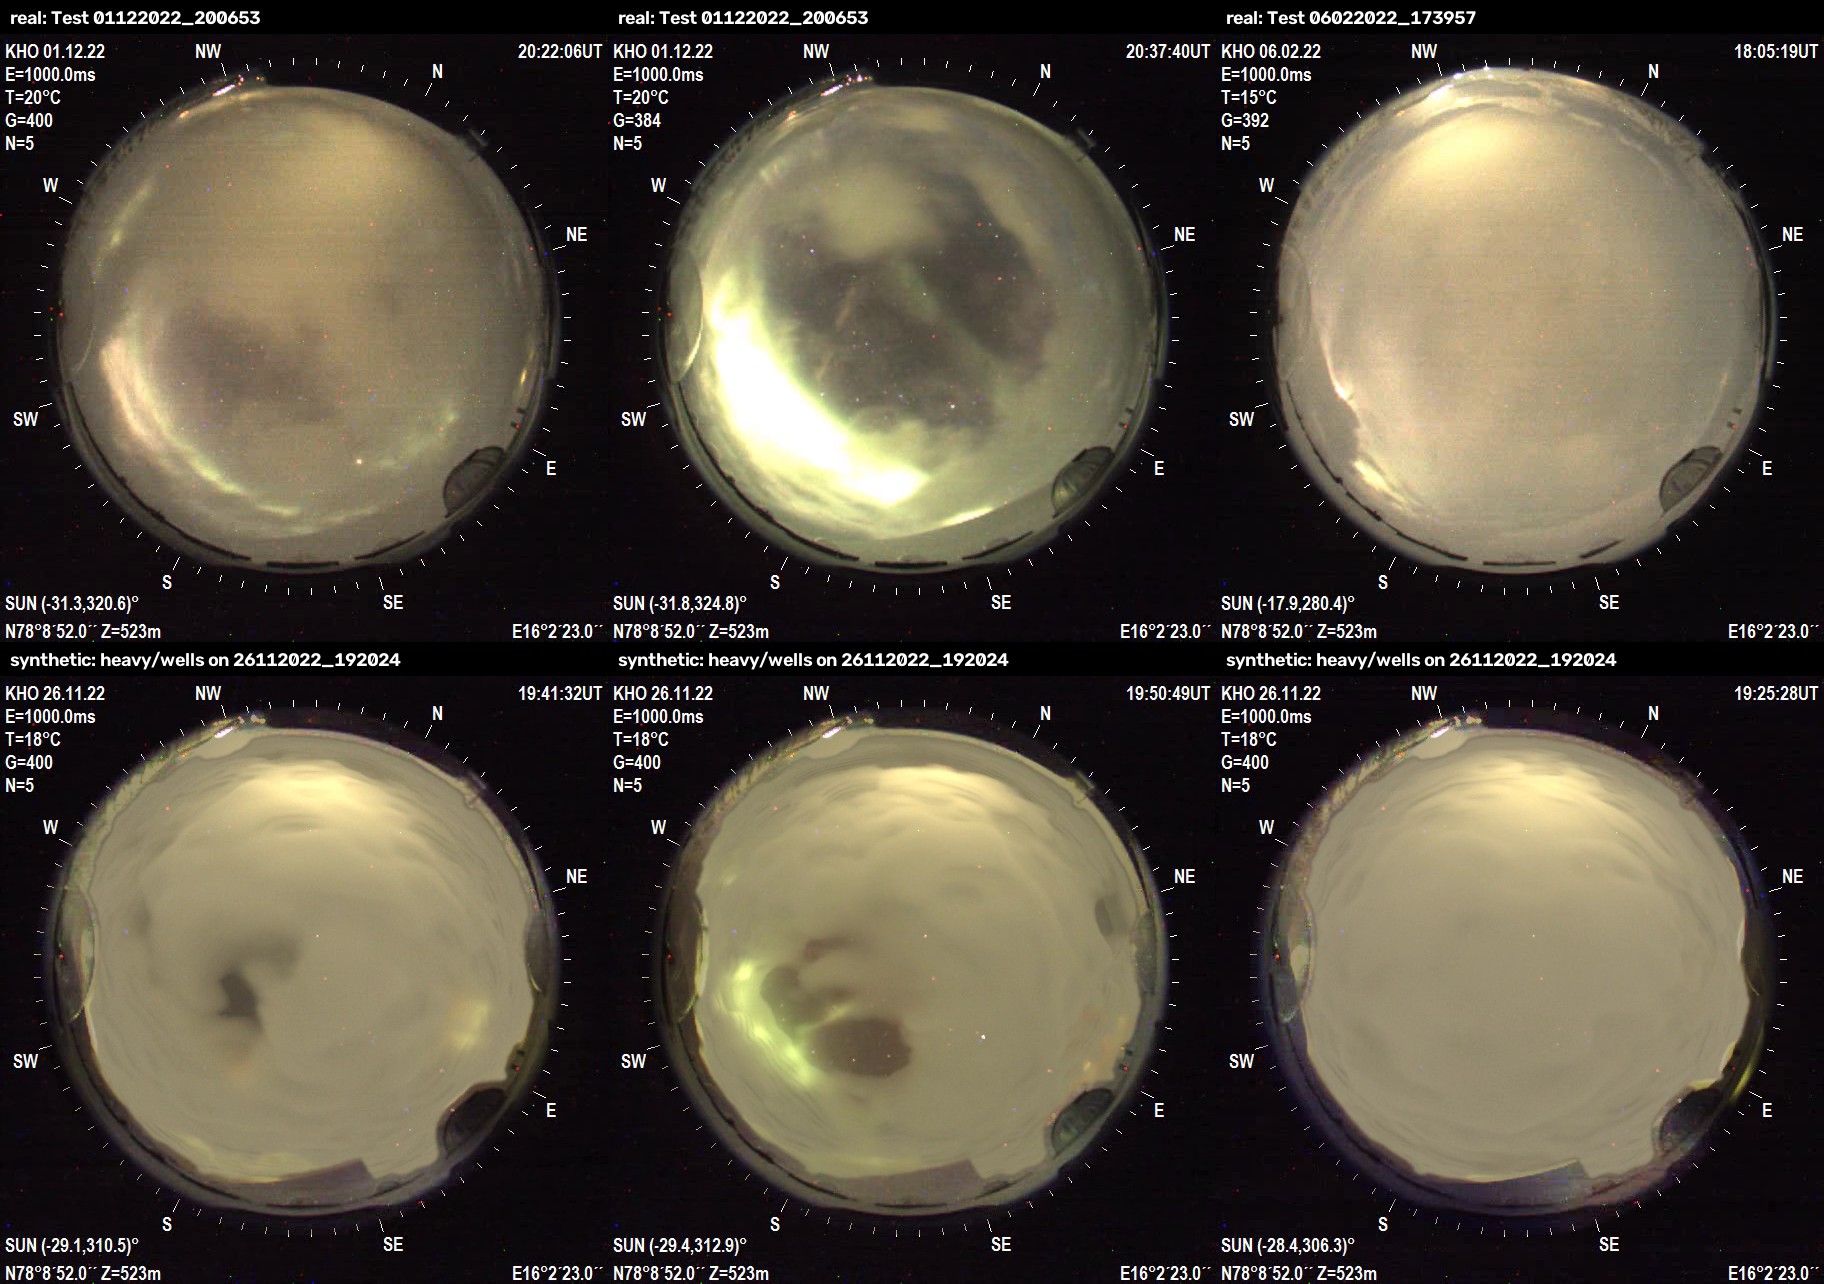 real: Test 01122022_200653
KHO 01.12.22
NW
20:22:06UT
E=1000.0ms
N
T=20°C
G=400
N=5
W
NE
SW
E
S
SE
SUN (-31.3,320.6)°
N78°8´52.0´´ Z=523m
E16°2´23.0´´
real: Test 01122022_200653
KHO 01.12.22
NW
20:37:40UT
E=1000.0ms
N
T=20°C
G=384
N=5
W
NE
SW
E
S
SE
SUN (-31.8,324.8)°
N78°8´52.0´´ Z=523m
E16°2´23.0´´
real: Test 06022022_173957
KHO 06.02.22
NW
18:05:19UT
E=1000.0ms
N
T=15°C
G=392
N=5
W
NE
SW
E
S
SE
SUN (-17.9,280.4)°
N78°8´52.0´´ Z=523m
E16°2´23.0´´
synthetic: heavy/wells on 26112022_192024
KHO 26.11.22
NW
19:41:32UT
E=1000.0ms
N
T=18°C
G=400
N=5
W
NE
SW
E
S
SE
SUN (-29.1,310.5)°
N78°8´52.0´´ Z=523m
E16°2´23.0´´
synthetic: heavy/wells on 26112022_192024
KHO 26.11.22
NW
19:50:49UT
E=1000.0ms
N
T=18°C
G=400
N=5
W
NE
SW
E
S
SE
SUN (-29.4,312.9)°
N78°8´52.0´´ Z=523m
E16°2´23.0´´
synthetic: heavy/wells on 26112022_192024
KHO 26.11.22
NW
19:25:28UT
E=1000.0ms
N
T=18°C
G=400
N=5
W
NE
SW
E
S
SE
SUN (-28.4,306.3)°
N78°8´52.0´´ Z=523m
E16°2´23.0´´